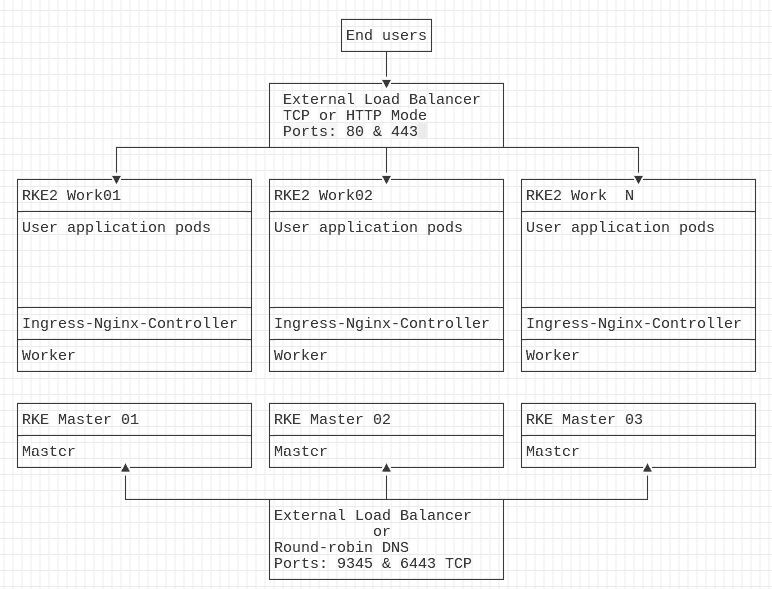 End users
External Load Balancer
TCP or HTTP Mode
Ports: 80 & 443
RKE2 Work01
RKE2 Work02
RKE2 Work  N
User application pods
User application pods
User application pods
Ingress-Nginx-Controller
Ingress-Nginx-Controller
Ingress-Nginx-Controller
Worker
Worker
Worker
RKE Master 01
RKE Master 02
RKE Master 03
Master
Master
Master
External Load Balancer
or
Round-robin DNS
Ports: 9345 & 6443 TCP